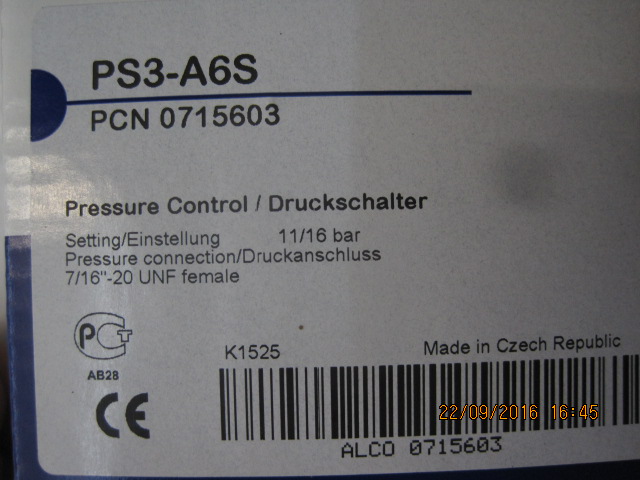 PS3-A6S
PCN 0715603
Pressure Control / Druckschalter
Setting/Einstellung 11/16 bar
Pressure connection/Druckanschluss
7/16"-20 UNF female
PCT
AB28
K1525
Made in Czech Republic
CE
22/09/2016 16:45
ALCO 0715603